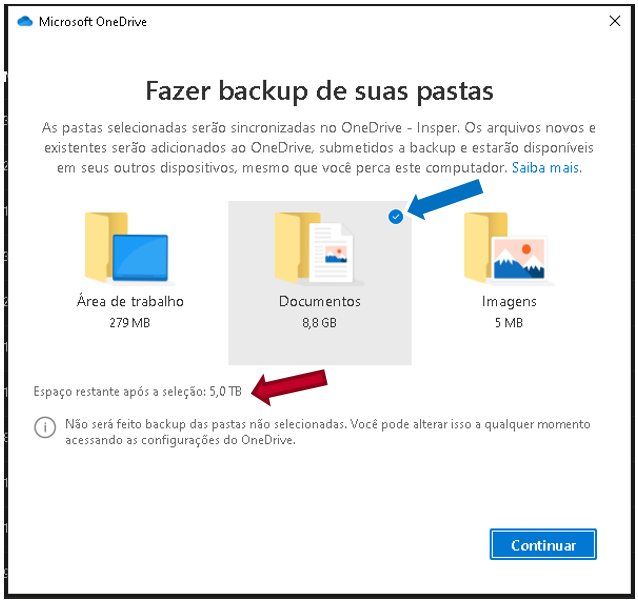 Microsoft OneDrive
Fazer backup de suas pastas
As pastas selecionadas serão sincronizadas no OneDrive - Insper. Os arquivos novos e
existentes serão adicionados ao OneDrive, submetidos a backup e estarão disponíveis
em seus outros dispositivos, mesmo que você perca este computador. Saiba mais.
Área de trabalho
279 MB
Documentos
8,8 GB
Imagens
5 MB
Espaço restante após a seleção: 5,0 TB
Não será feito backup das pastas não selecionadas. Você pode alterar isso a qualquer momento
acessando as configurações do OneDrive.
Continuar